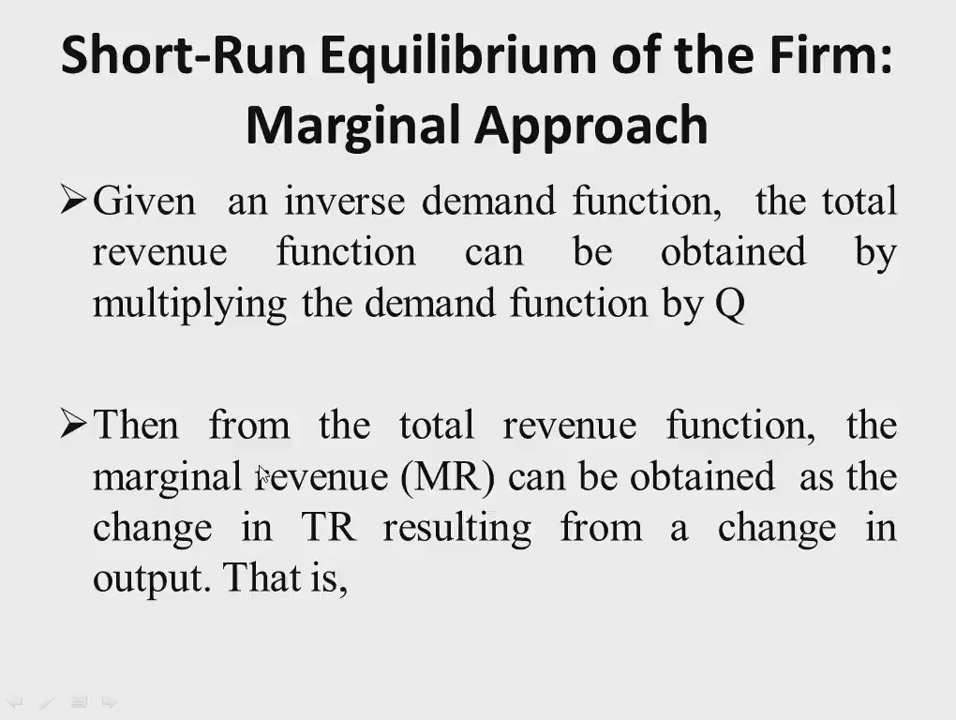 Short-Run Equilibrium of the Firm:
Marginal Approach
Given an inverse demand function, the total
revenue function can be obtained by
multiplying the demand function by Q
Then from the total revenue function, the
marginal revenue (MR) can be obtained as the
change in TR resulting from a change in
output. That is,